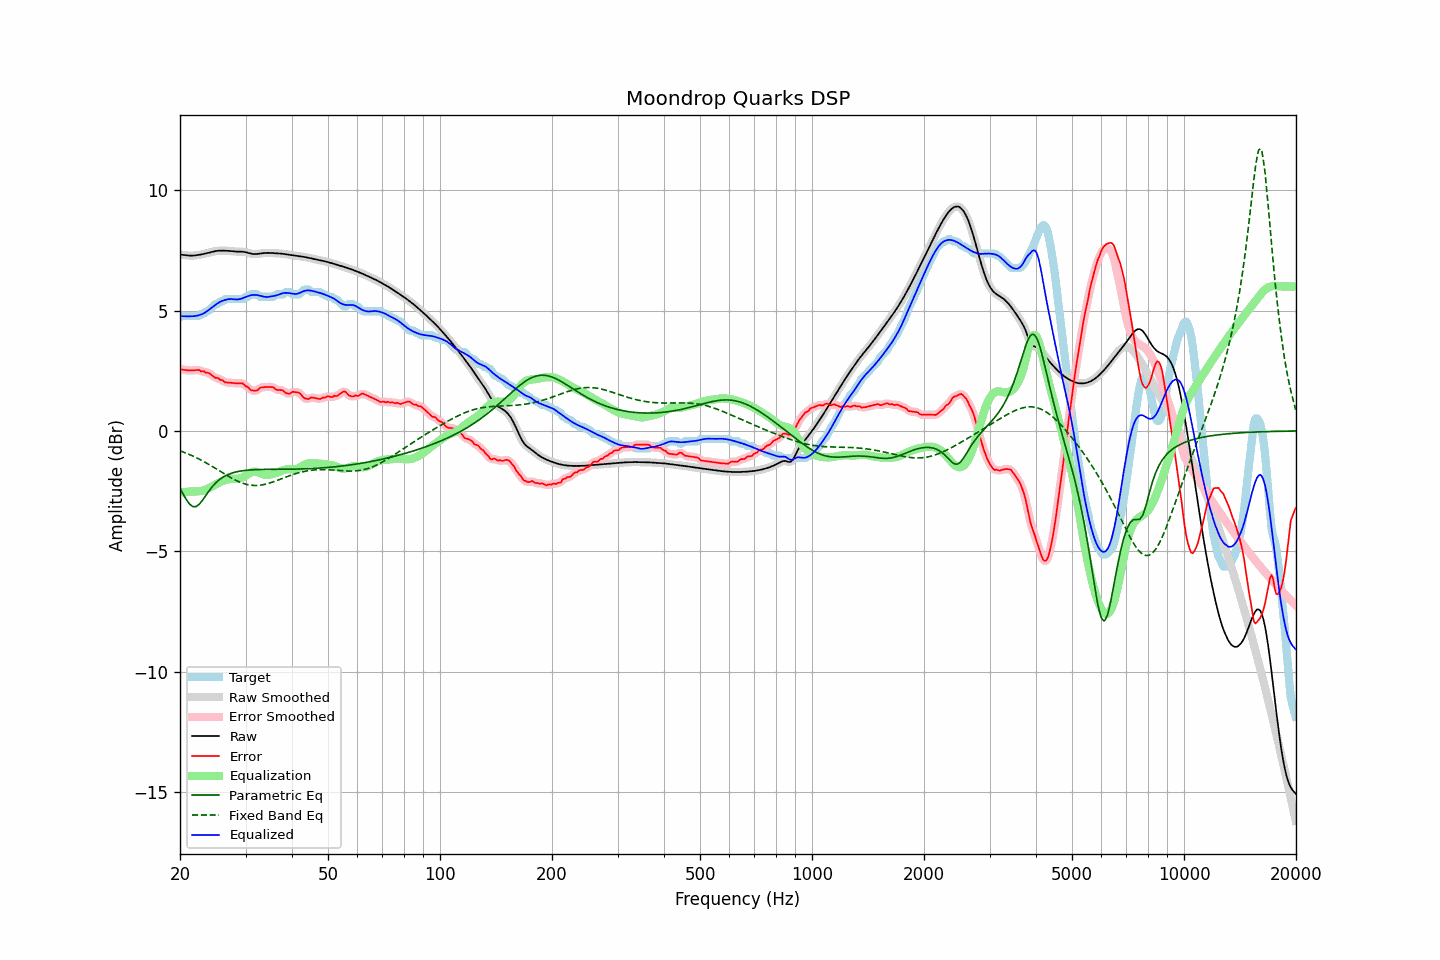 Moondrop Quarks DSP
Amplitude (dBr)
10
5
0
−5
−10
−15
Target
Raw Smoothed
Error Smoothed
Raw
Error
Equalization
Parametric Eq
Fixed Band Eq
Equalized
20 50 100 200 500 1000 2000 5000 10000 20000
Frequency (Hz)